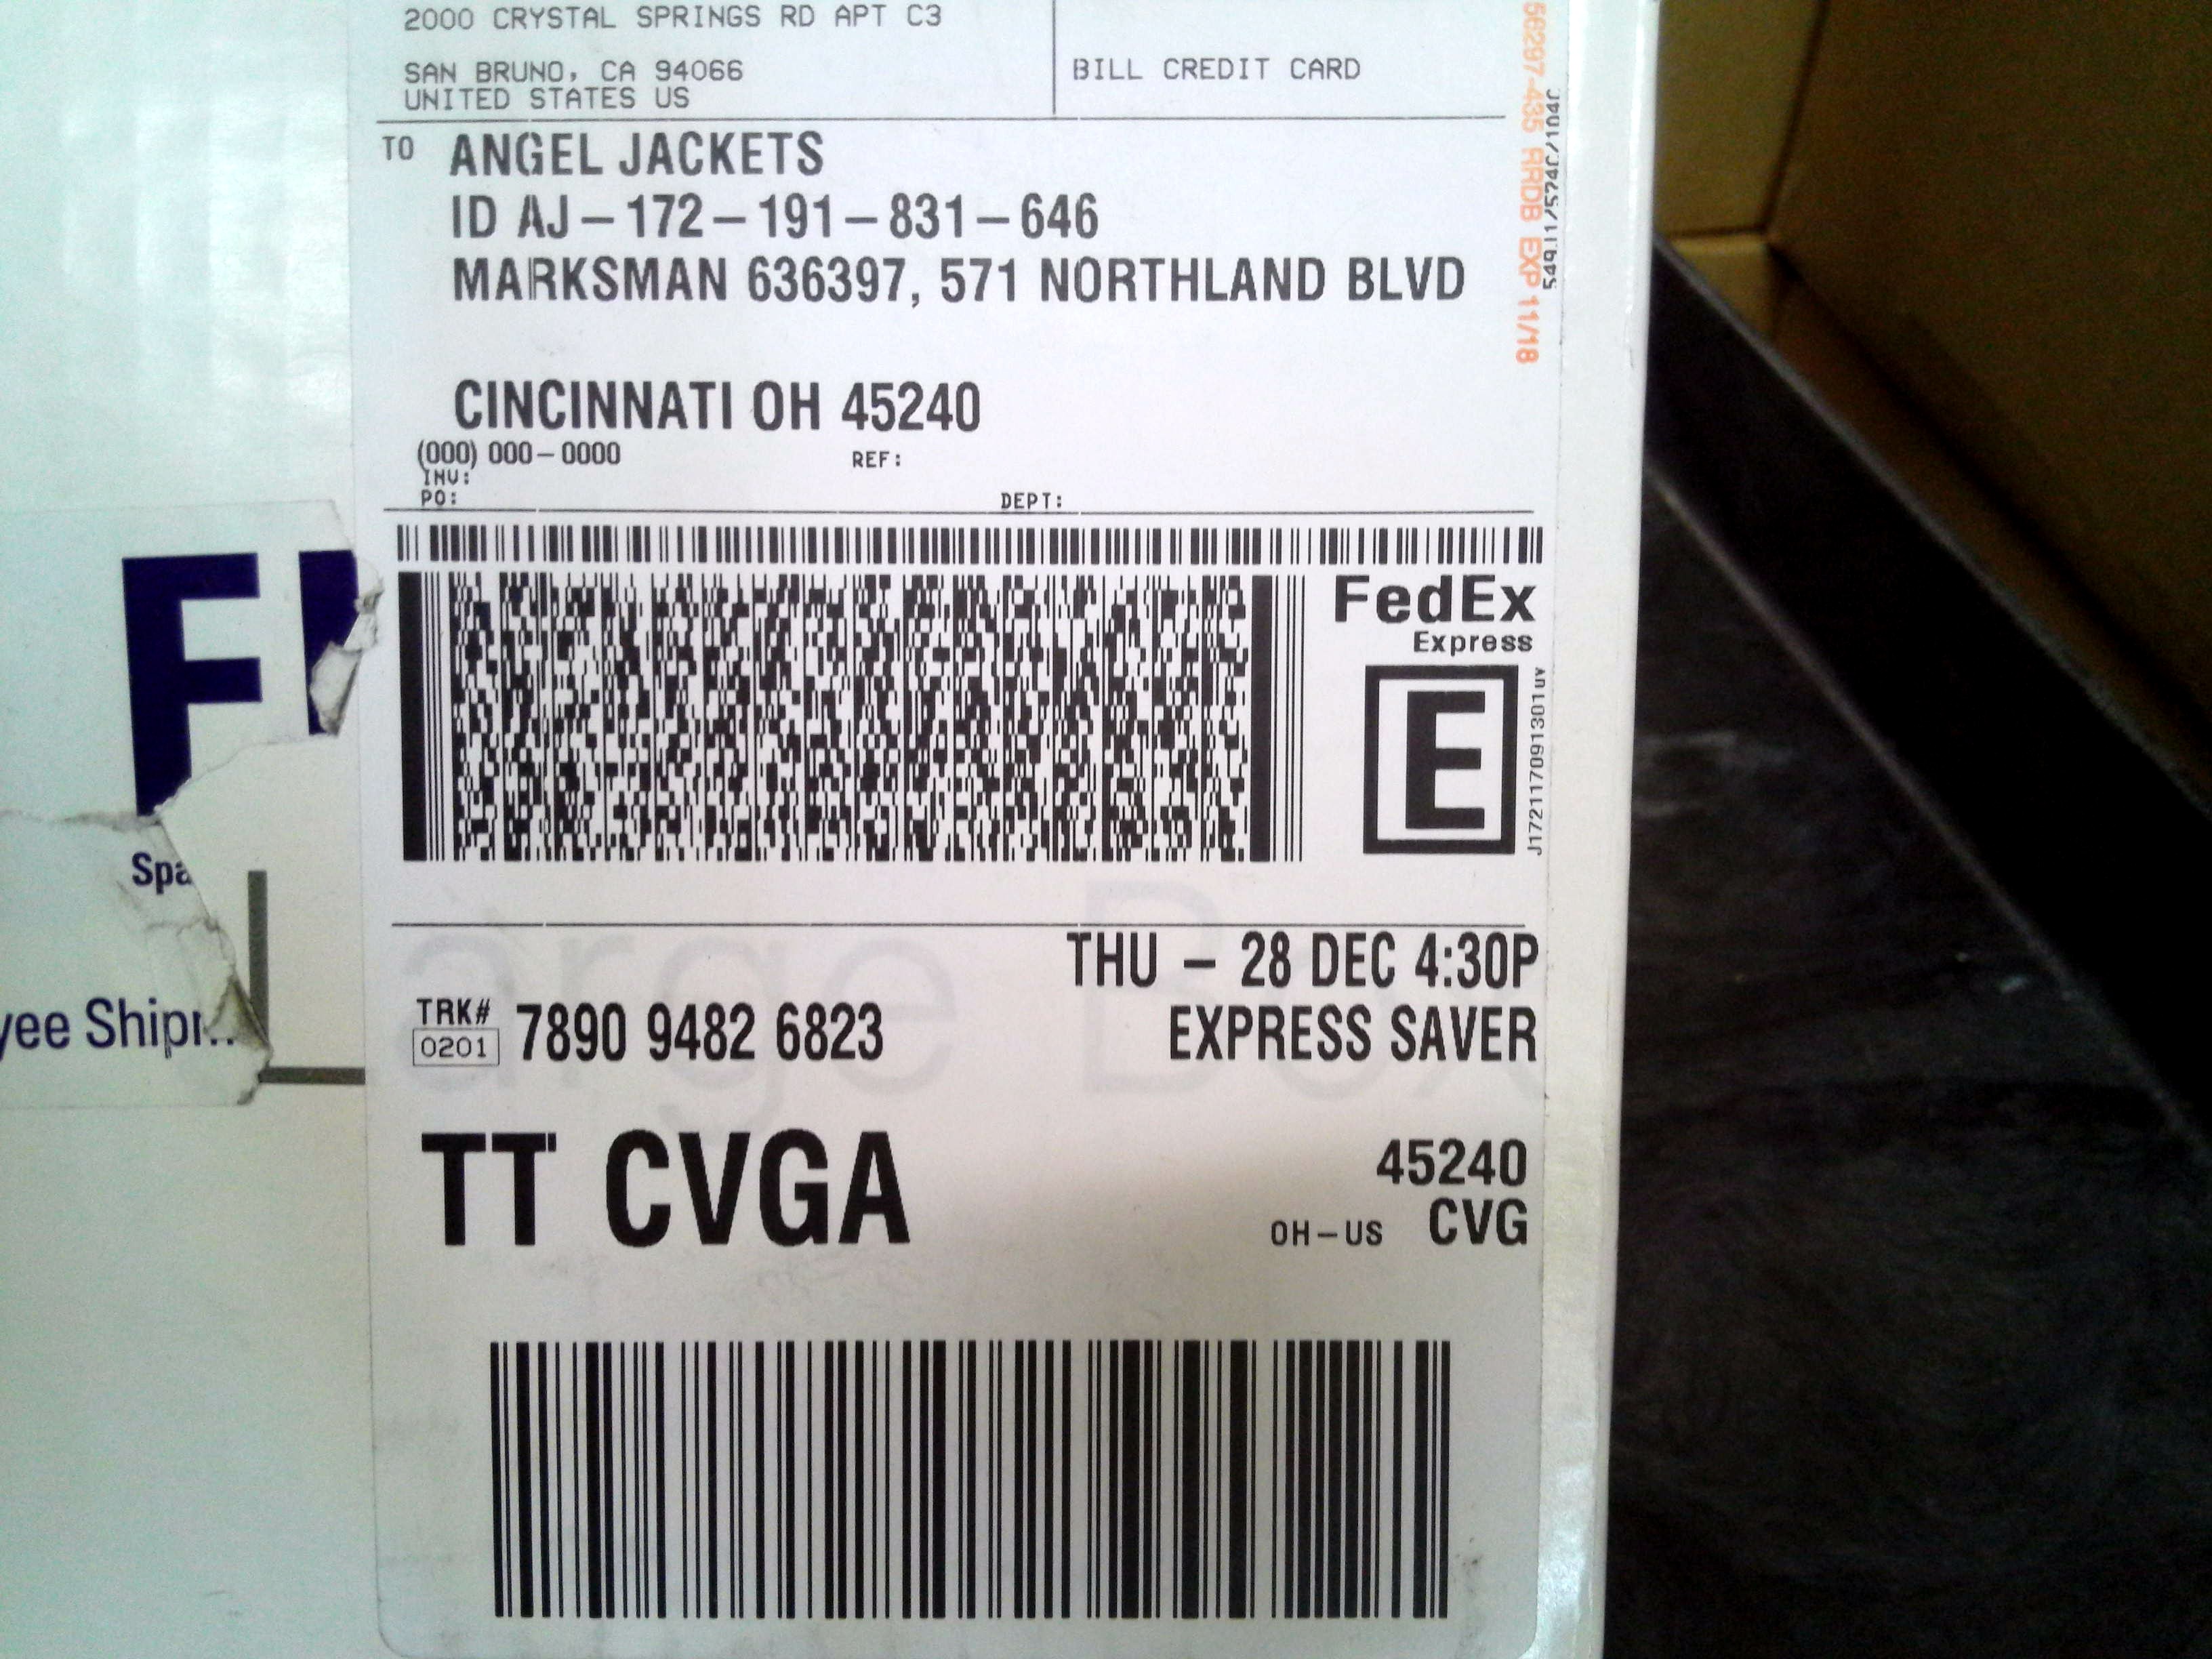 2000 CRYSTAL SPRINGS RD APT C3
SAN BRUNO, CA 94066
UNITED STATES US
BILL CREDIT CARD
TO ANGEL JACKETS
ID AJ-172-191-831-646
MARKSMAN 636397, 571 NORTHLAND BLVD
CINCINNATI OH 45240
(000) 000-0000
REF:
INV:
PO:
DEPT:
RRDB EXP 11/18
FedEx
Express
E
J172117091301uv
THU - 28 DEC 4:30P
TRK# 7890 9482 6823
0201
EXPRESS SAVER
TT CVGA
45240
OH-US CVG
arge Box
F
Spa
yee Ship